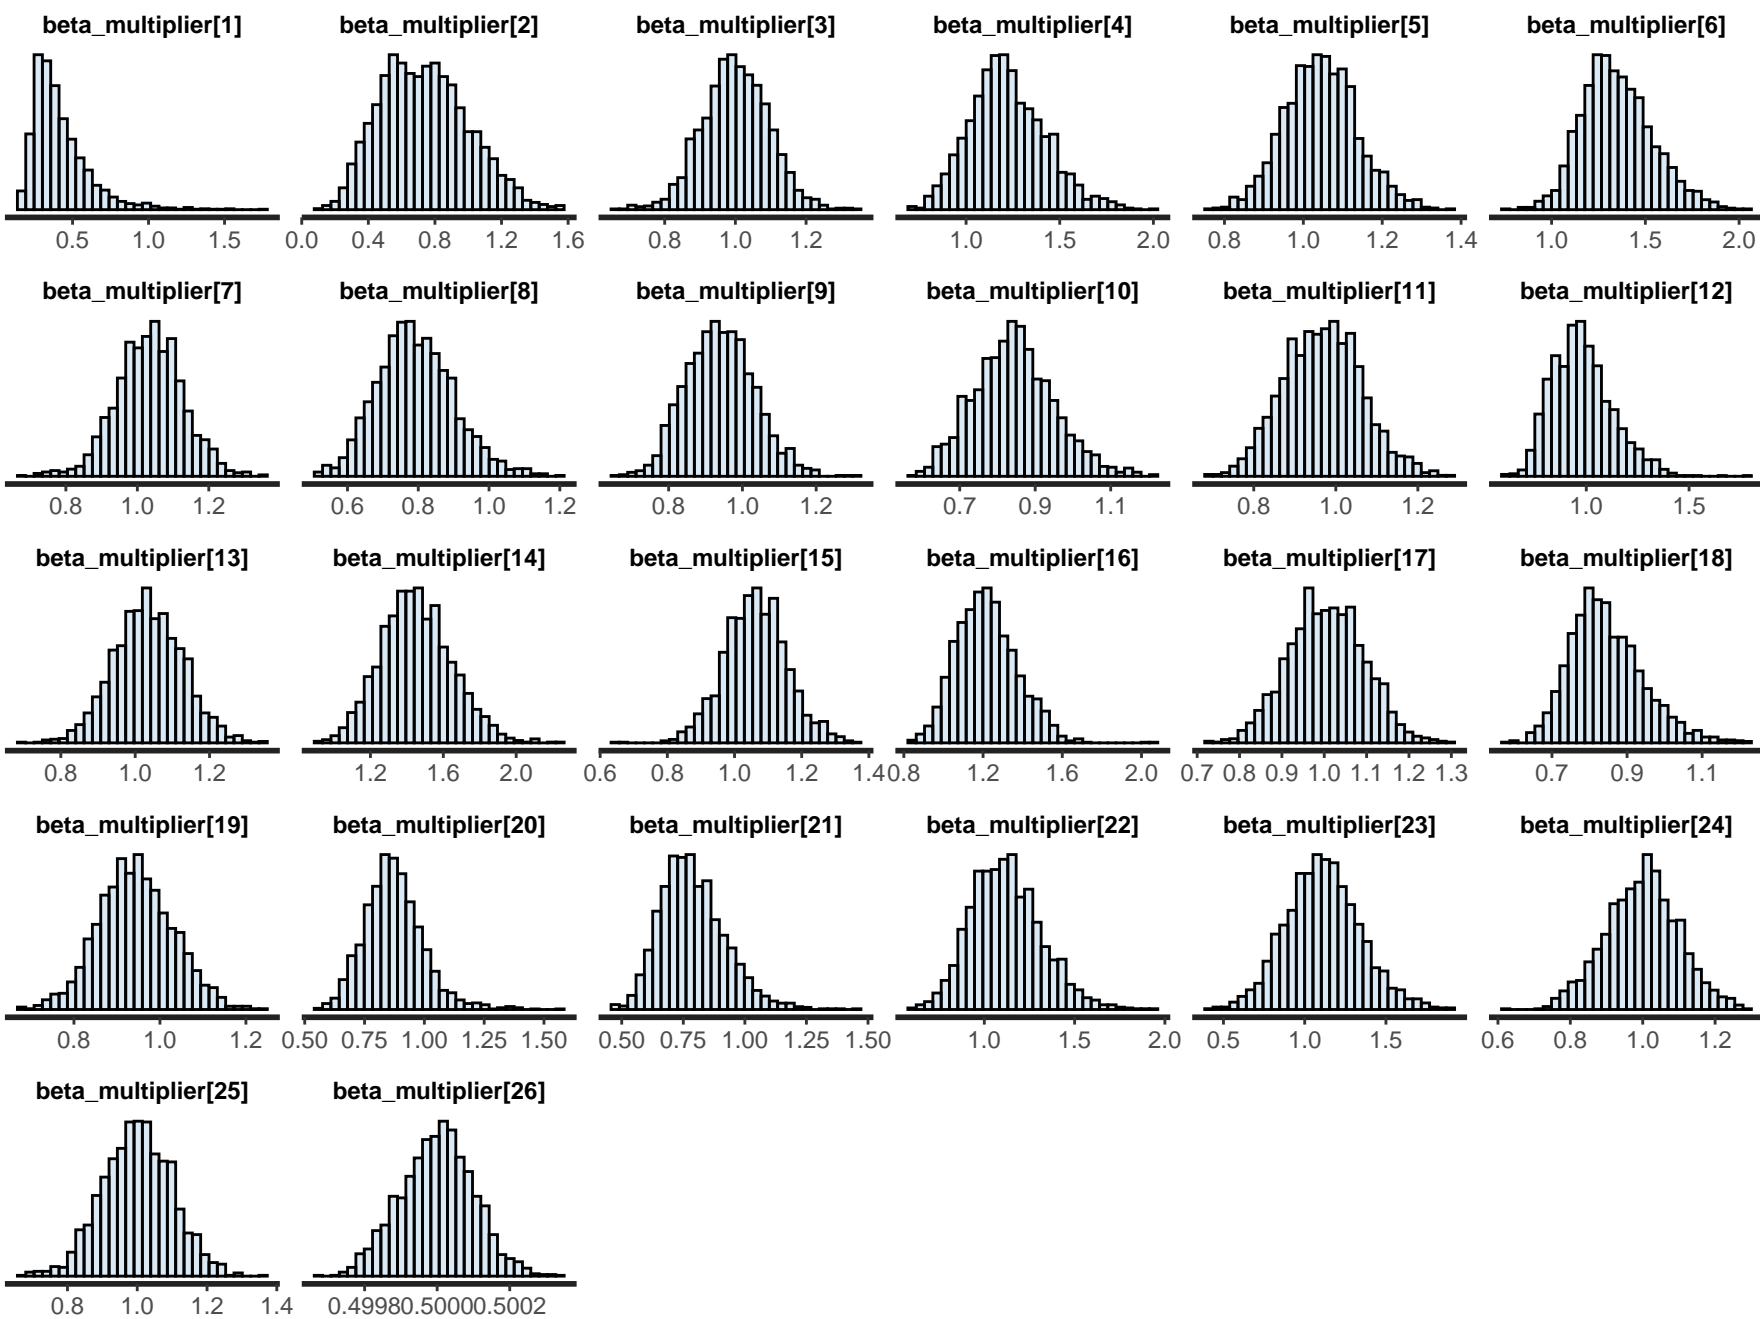 beta_multiplier[1] beta_multiplier[2] beta_multiplier[3] beta_multiplier[4] beta_multiplier[5] beta_multiplier[6]
0.5 1.0 1.5 0.0 0.4 0.8 1.2 1.6 0.8 1.0 1.2 1.0 1.5 2.0 0.8 1.0 1.2 1.4 1.0 1.5 2.0
beta_multiplier[7] beta_multiplier[8] beta_multiplier[9] beta_multiplier[10] beta_multiplier[11] beta_multiplier[12]
0.8 1.0 1.2 0.6 0.8 1.0 1.2 0.8 1.0 1.2 0.7 0.9 1.1 0.8 1.0 1.2 1.0 1.5
beta_multiplier[13] beta_multiplier[14] beta_multiplier[15] beta_multiplier[16] beta_multiplier[17] beta_multiplier[18]
0.8 1.0 1.2 1.2 1.6 2.0 0.6 0.8 1.0 1.2 1.4 0.8 1.2 1.6 2.0 0.7 0.8 0.9 1.0 1.1 1.2 1.3 0.7 0.9 1.1
beta_multiplier[19] beta_multiplier[20] beta_multiplier[21] beta_multiplier[22] beta_multiplier[23] beta_multiplier[24]
0.8 1.0 1.2 0.50 0.75 1.00 1.25 1.50 0.50 0.75 1.00 1.25 1.50 1.0 1.5 2.0 0.5 1.0 1.5 0.6 0.8 1.0 1.2
beta_multiplier[25] beta_multiplier[26]
0.8 1.0 1.2 1.4 0.4998 0.5000 0.5002